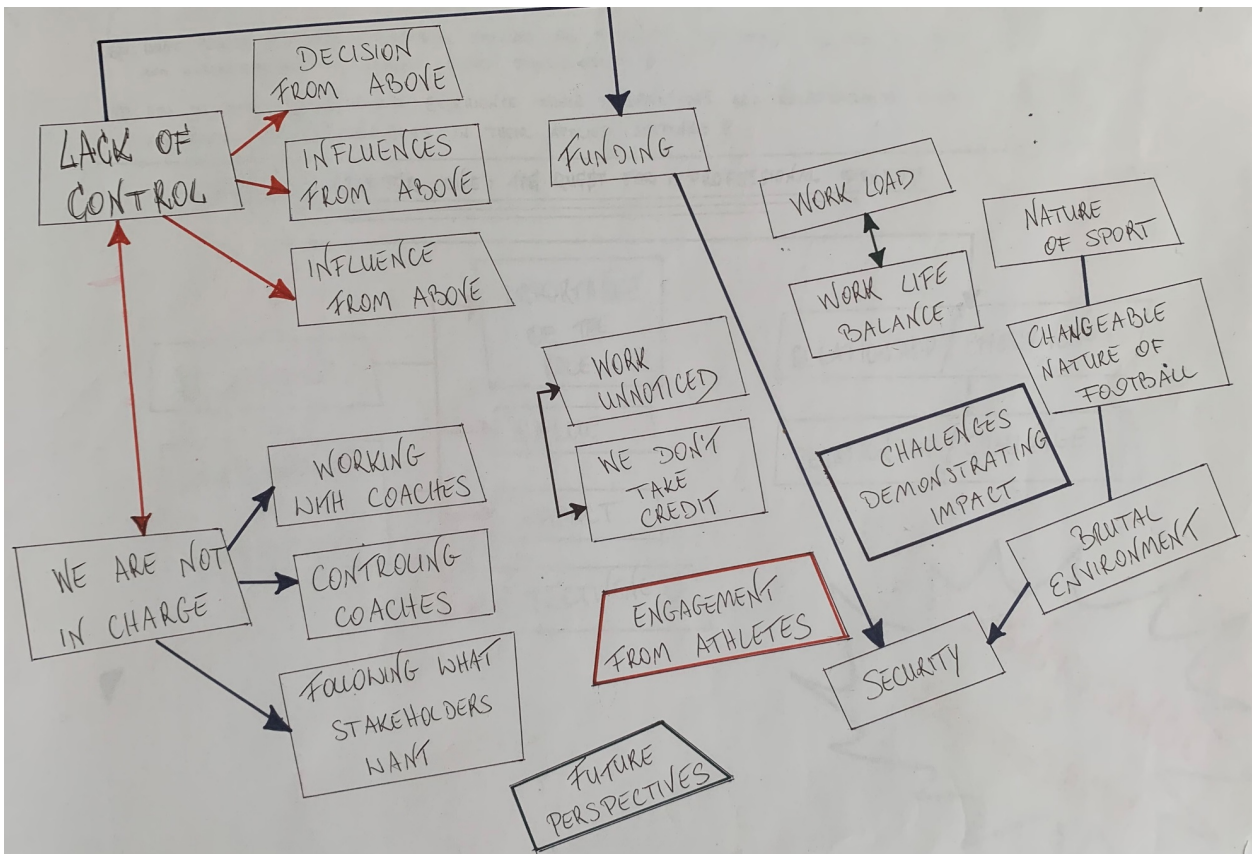 DECISION
FROM ABOVE
LACK OF
CONTROL
INFLUENCES
FROM ABOVE
INFLUENCE
FROM ABOVE
FUNDING
WORK LOAD
WORK LIFE
BALANCE
NATURE
OF SPORT
CHANGEABLE
NATURE OF
FOOTBALL
WORK
UNNOTICED
WE DON'T
TAKE
CREDIT
CHALLENGES
DEMONSTRATING
IMPACT
BRUTAL
ENVIRONMENT
WORKING
WITH COACHES
WE ARE NOT
IN CHARGE
CONTROLING
COACHES
FOLLOWING WHAT
STAKEHOLDERS
WANT
ENGAGEMENT
FROM ATHLETES
SECURITY
FUTURE
PERSPECTIVES